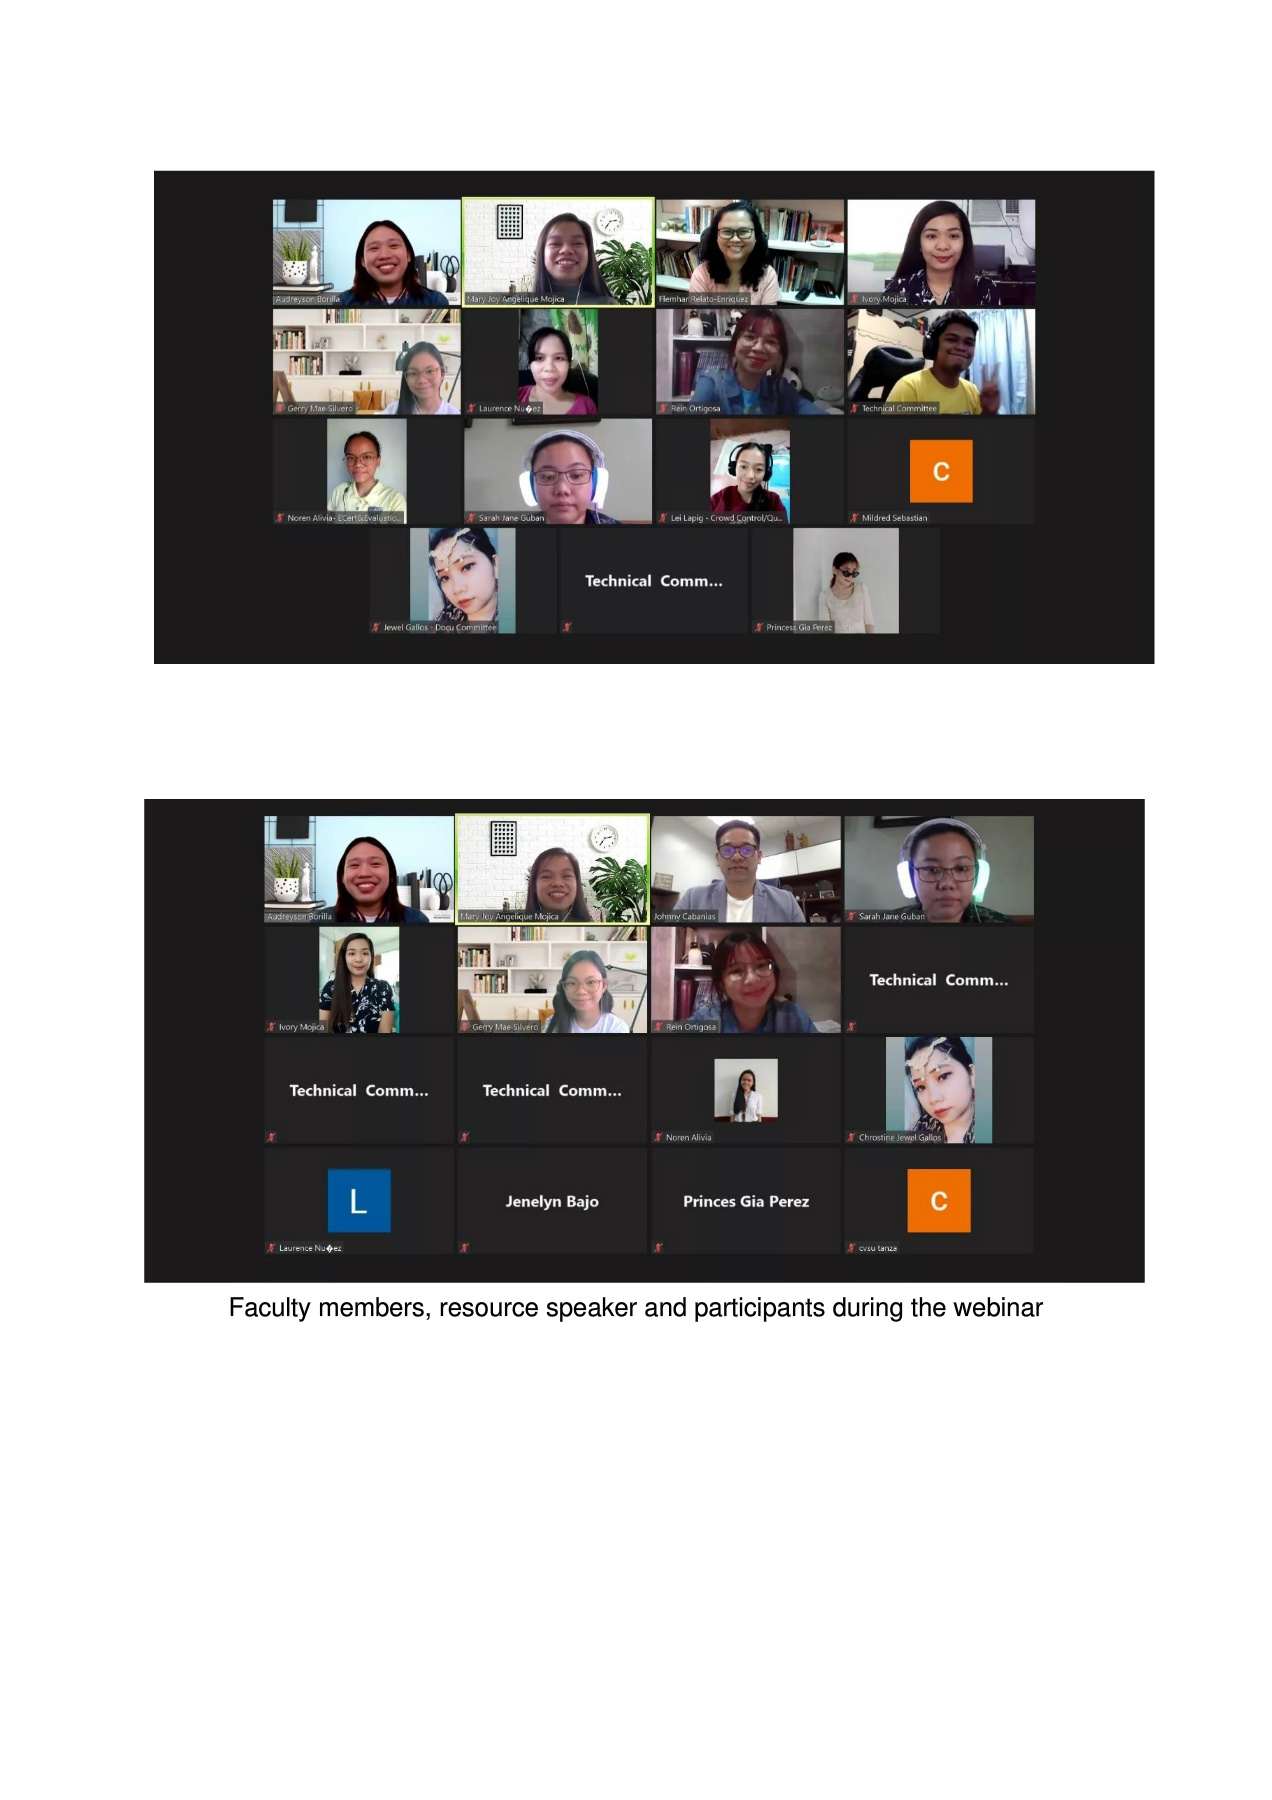 Audreyson Borilla
Mary Joy Angelique Mojica
Flemhar Relato-Enriquez
Ivory Mojica
Gerry Mae Silvero
Laurence Nu�ez
Rein Ortigosa
Technical Committee
Noren Alivia- ECert&Evaluatio...
Sarah Jane Guban
Lei Lapig - Crowd Control/Qu...
C
Mildred Sebastian
Jewel Gallos - Docu Committee
Technical Comm...
Princess Gia Perez
Audreyson Borilla
Mary Joy Angelique Mojica
Johnny Cabanias
Sarah Jane Guban
Ivory Mojica
Gerry Mae Silvero
Rein Ortigosa
Technical Comm...
Technical Comm...
Technical Comm...
Noren Alivia
Chrostine Jewel Gallos
L
Laurence Nu�ez
Jenelyn Bajo
Princes Gia Perez
C
cvsu tanza
Faculty members, resource speaker and participants during the webinar